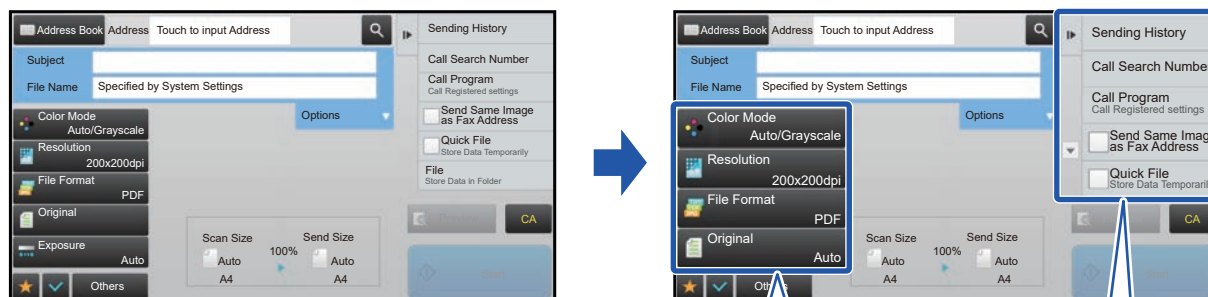 Address Book Address Touch to input Address
Subject
File Name Specified by System Settings
Options
Color Mode
Auto/Grayscale
Resolution
200x200dpi
File Format
PDF
Original
Exposure
Auto
Others
Scan Size
Auto
A4
100%
Send Size
Auto
A4
Sending History
Call Search Number
Call Program
Call Registered settings
Send Same Image
as Fax Address
Quick File
Store Data Temporarily
File
Store Data in Folder
CA
Address Book Address Touch to input Address
Subject
File Name Specified by System Settings
Options
Color Mode
Auto/Grayscale
Resolution
200x200dpi
File Format
PDF
Original
Auto
Scan Size
Auto
A4
100%
Send Size
Auto
A4
Sending History
Call Search Numbe
Call Program
Call Registered settings
Send Same Imag
as Fax Address
Quick File
Store Data Temporaril
CA